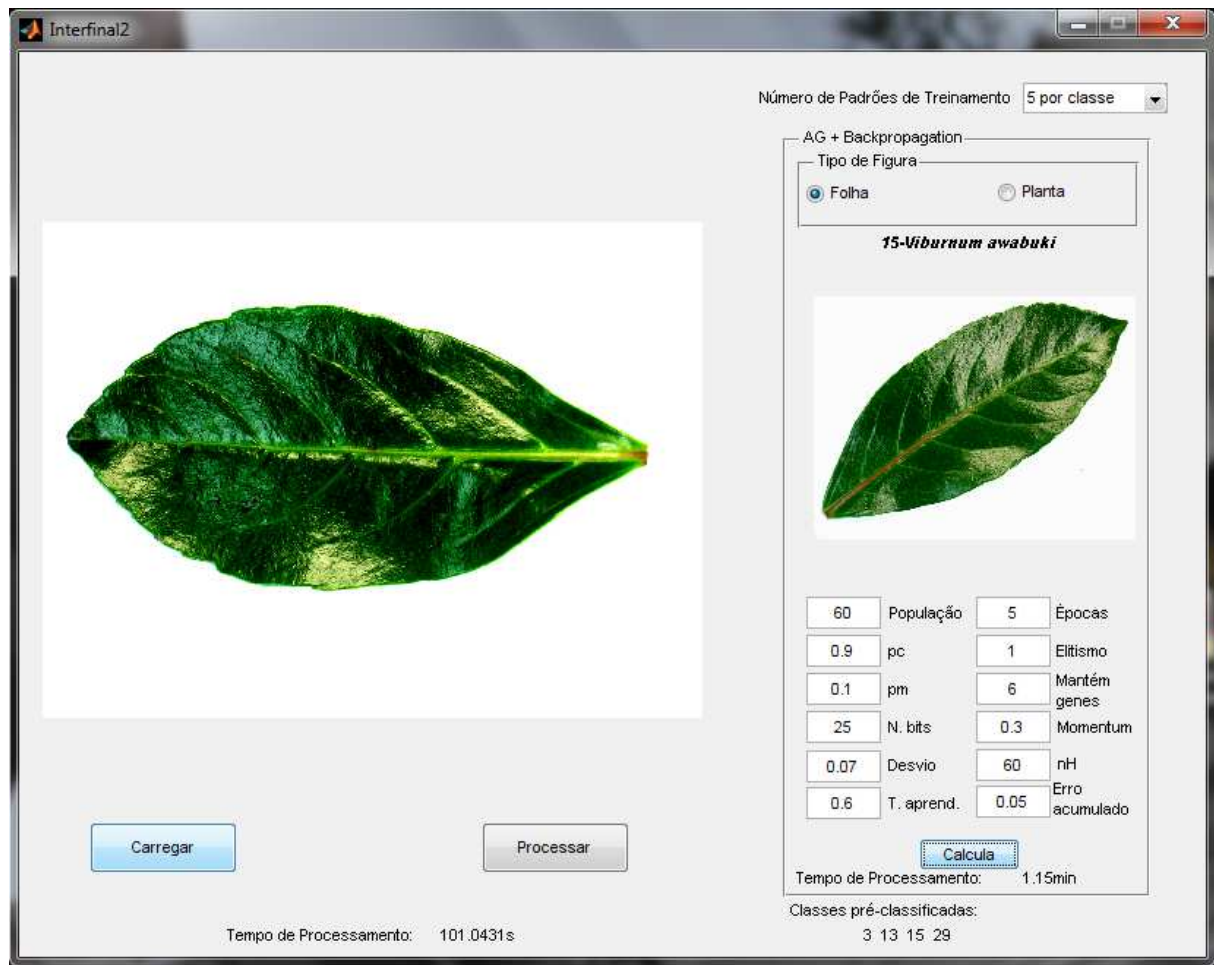 Interfinal2
Número de Padrões de Treinamento 5 por classe
AG + Backpropagation
Tipo de Figura
Folha Planta
15-Viburnum awabuki
60 População 5 Épocas
0.9 pc 1 Elitismo
0.1 pm 6 Mantém genes
25 N. bits 0.3 Momentum
0.07 Desvio 60 nH
0.6 T. aprend. 0.05 Erro acumulado
Carregar Processar
Calcula
Tempo de Processamento: 1.15min
Classes pré-classificadas:
3 13 15 29
Tempo de Processamento: 101.0431s